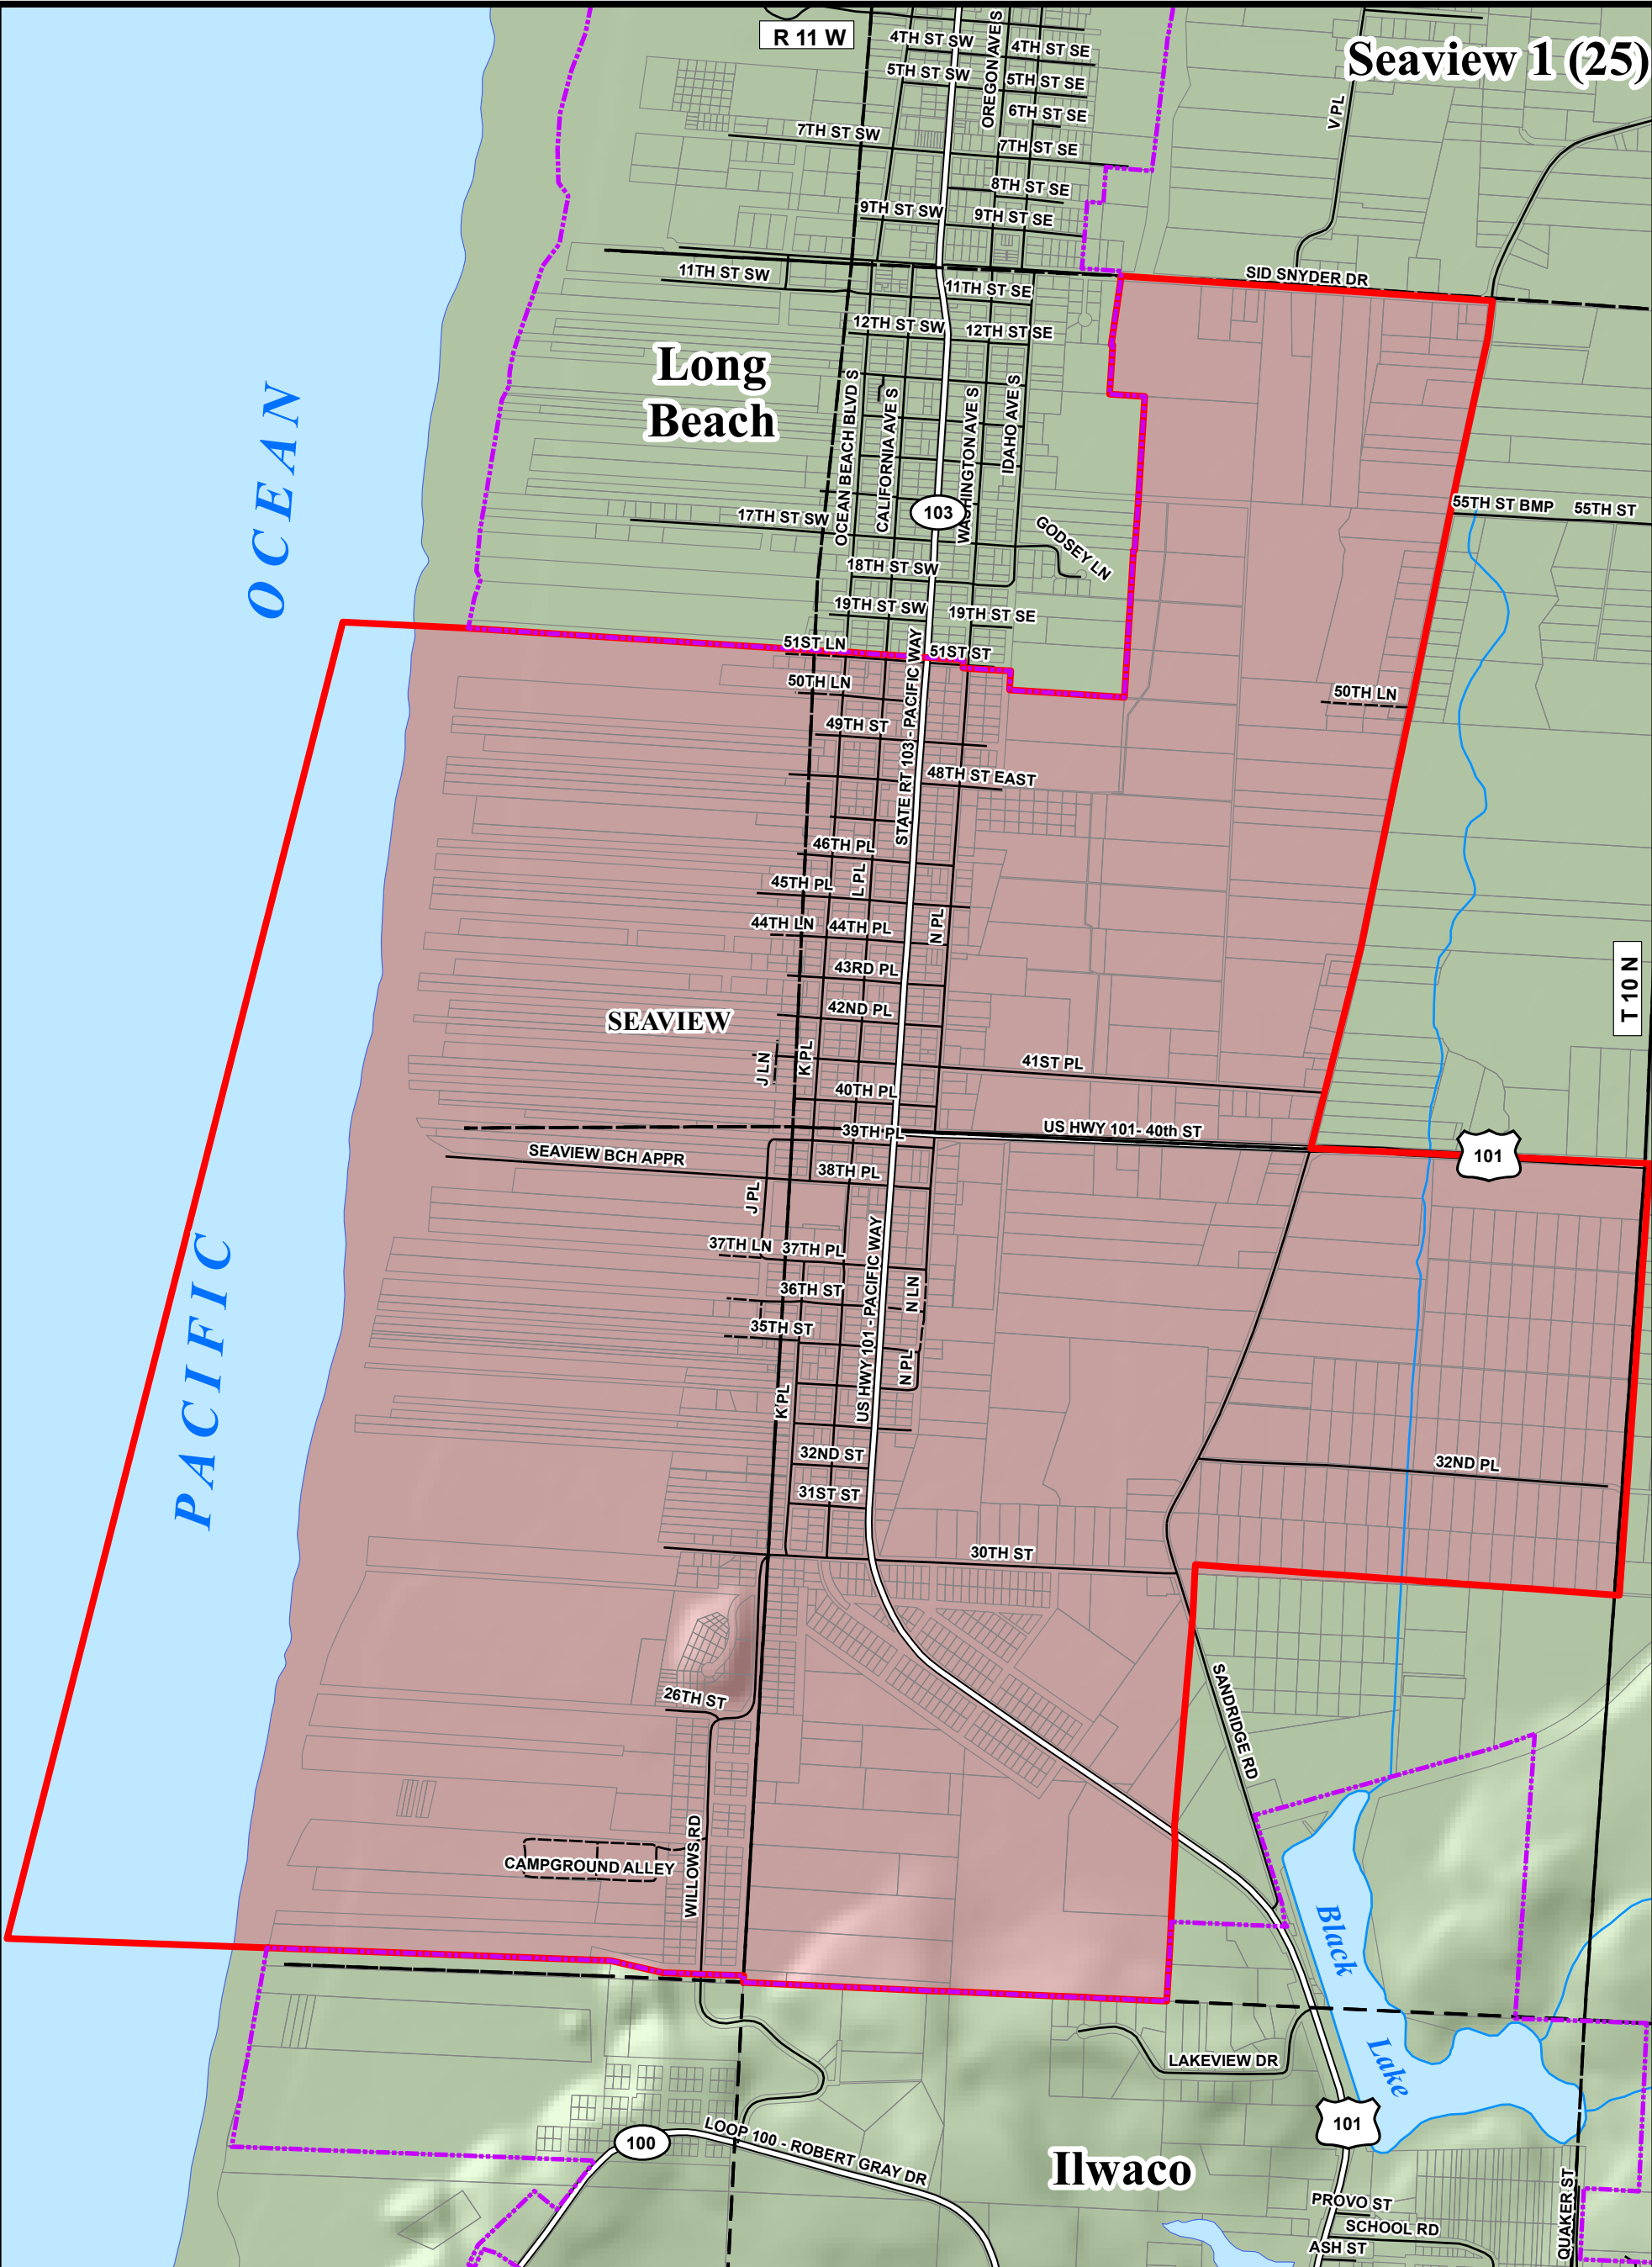 R 11 W
Seaview 1 (25)
4TH ST SW
4TH ST SE
OREGON AVE S
5TH ST SW
5TH ST SE
V PL
6TH ST SE
7TH ST SW
7TH ST SE
8TH ST SE
9TH ST SW
9TH ST SE
11TH ST SW
SID SNYDER DR
11TH ST SE
12TH ST SW
12TH ST SE
Long
Beach
OCEAN BEACH BLVD S
CALIFORNIA AVE S
WASHINGTON AVE S
IDAHO AVE S
OCEAN
103
55TH ST BMP
55TH ST
17TH ST SW
GODSEY LN
18TH ST SW
19TH ST SW
19TH ST SE
51ST LN
51ST ST
50TH LN
50TH LN
49TH ST
STATE RT 103 - PACIFIC WAY
48TH ST EAST
46TH PL
L PL
45TH PL
44TH LN
44TH PL
N PL
43RD PL
T 10 N
42ND PL
SEAVIEW
J LN
K PL
41ST PL
40TH PL
39TH PL
US HWY 101- 40th ST
101
SEAVIEW BCH APPR
38TH PL
J PL
37TH LN
37TH PL
36TH ST
N LN
35TH ST
US HWY 101 - PACIFIC WAY
N PL
K PL
PACIFIC
32ND ST
32ND PL
31ST ST
30TH ST
26TH ST
SANDRIDGE RD
WILLOWS RD
CAMPGROUND ALLEY
Black
Lake
LAKEVIEW DR
101
100
LOOP 100 - ROBERT GRAY DR
Ilwaco
PROVO ST
SCHOOL RD
ASH ST
QUAKER ST